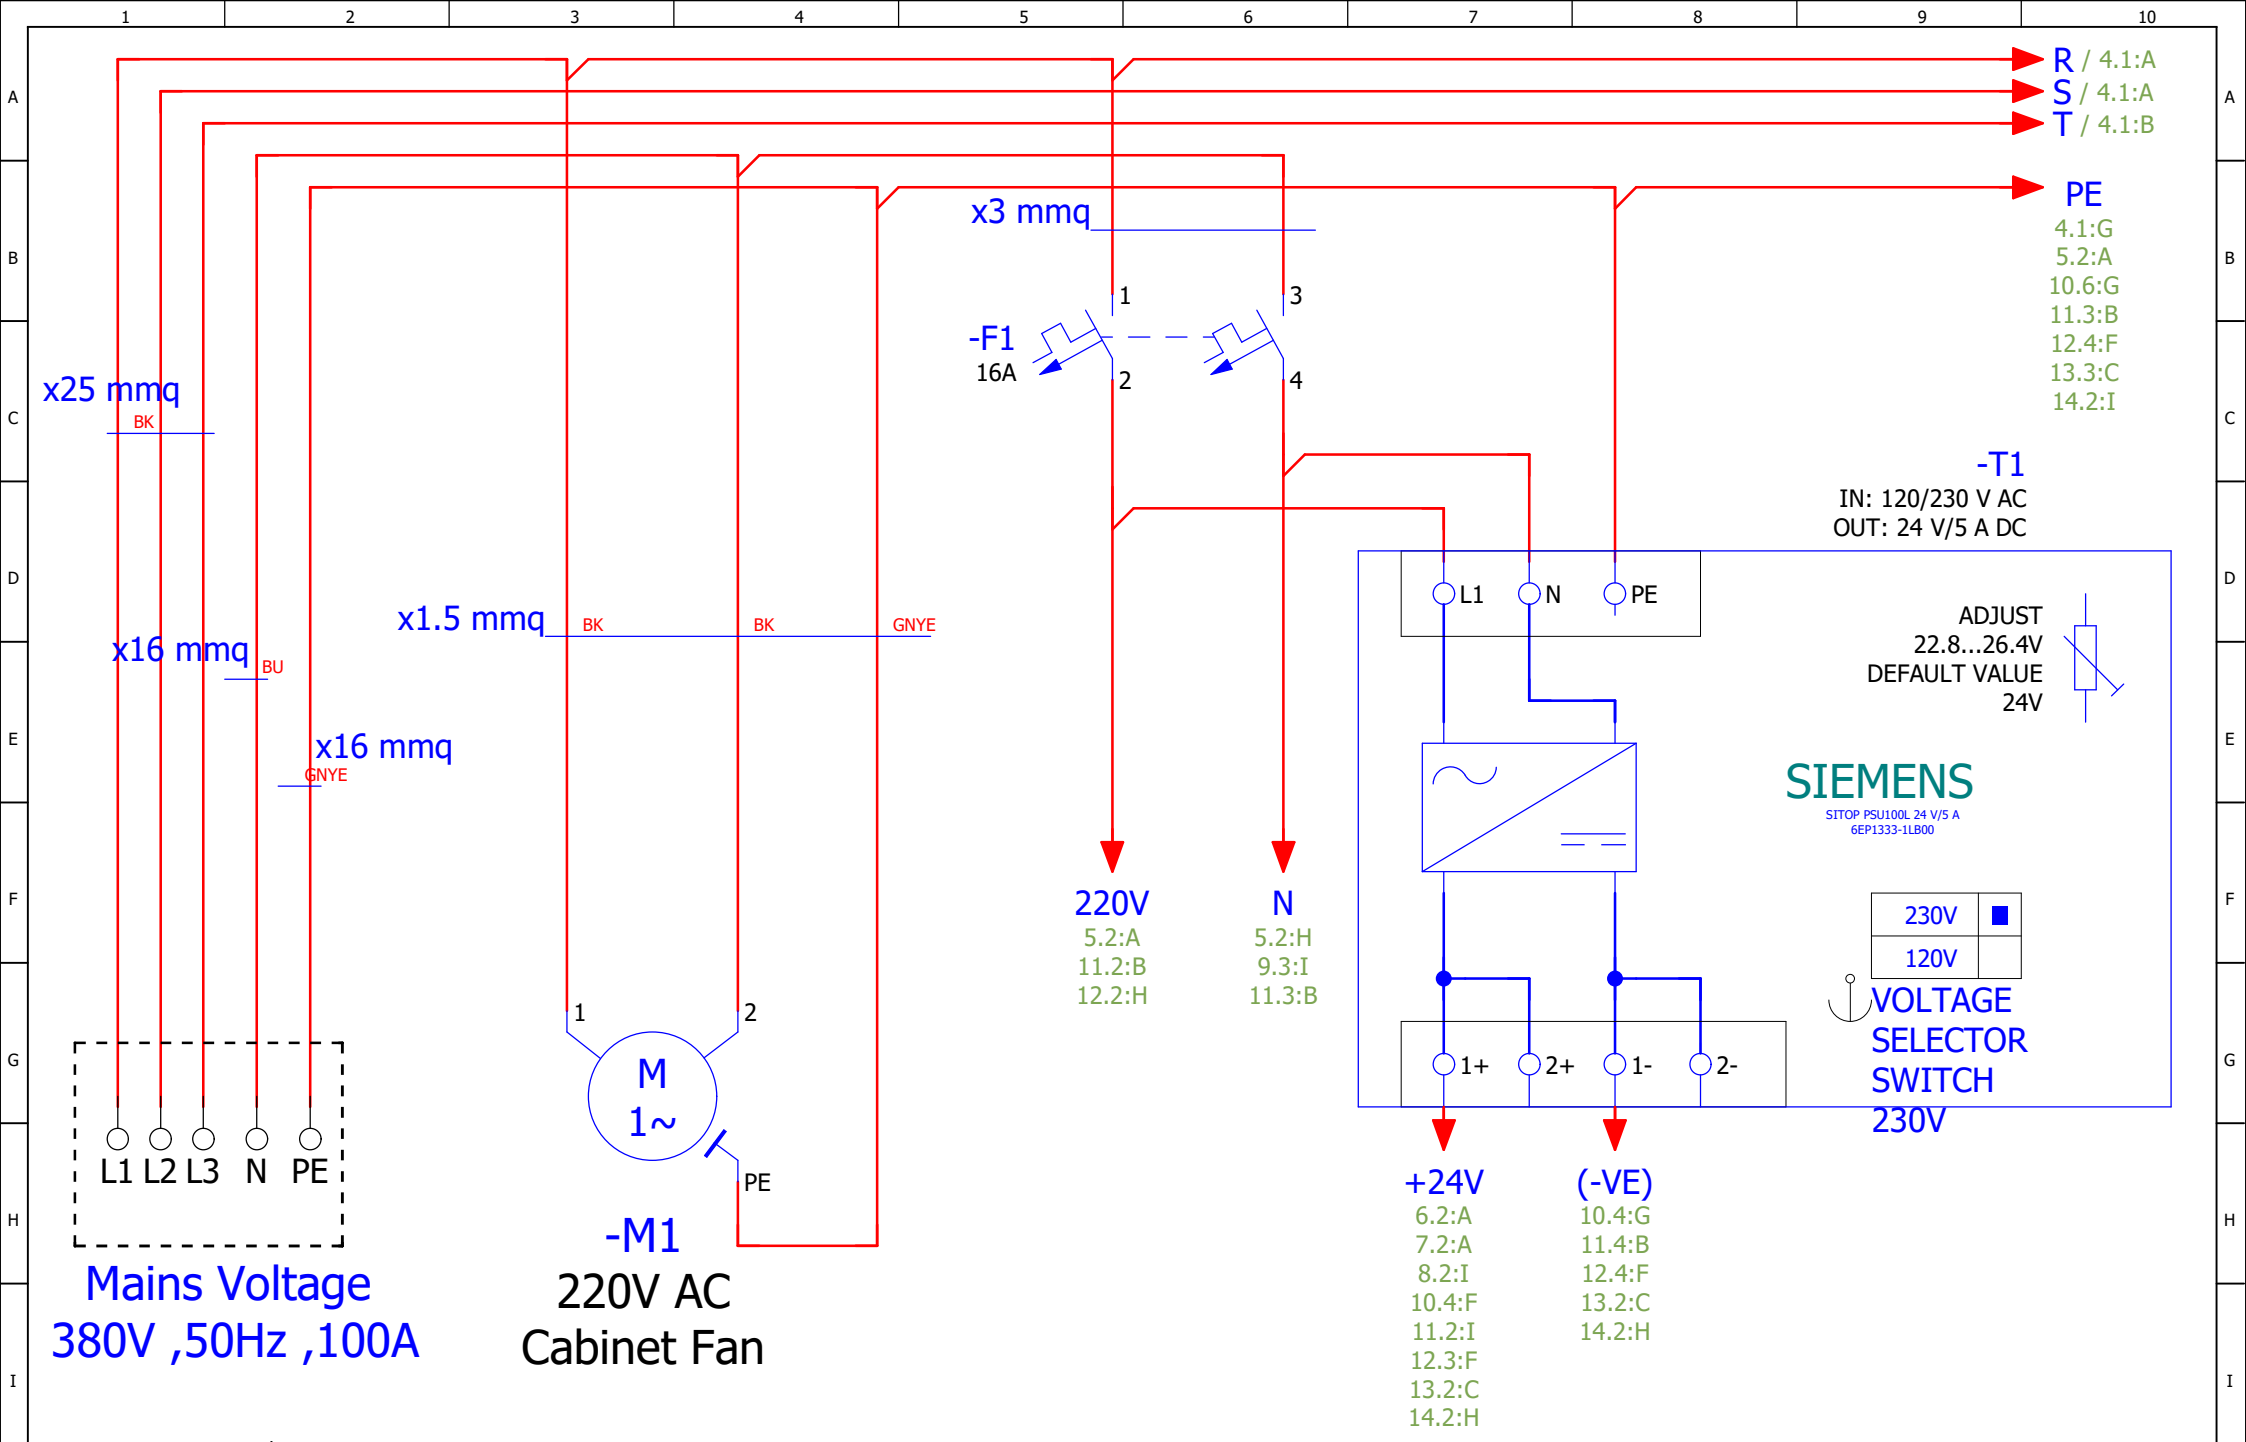 1 2 3 4 5 6 7 8 9 10
R / 4.1:A
S / 4.1:A
T / 4.1:B
A A
PE
4.1:G
5.2:A
10.6:G
11.3:B
12.4:F
13.3:C
14.2:I
x3 mmq
B B
1 3
-F1
16A
2 4
x25 mmq
BK
C C
-T1
IN: 120/230 V AC
OUT: 24 V/5 A DC
D D
L1 N PE
x1.5 mmq BK BK GNYE
ADJUST
22.8...26.4V
DEFAULT VALUE
24V
x16 mmq
BU
x16 mmq
GNYE
E E
SIEMENS
SITOP PSU100L 24 V/5 A
6EP1333-1LB00
F F
220V
5.2:A
11.2:B
12.2:H
N
5.2:H
9.3:I
11.3:B
230V
120V
VOLTAGE
SELECTOR
SWITCH
230V
1 2
M
1~
PE
G G
1+ 2+ 1- 2-
L1 L2 L3 N PE
H H
-M1
220V AC
Cabinet Fan
Mains Voltage
380V ,50Hz ,100A
+24V
6.2:A
7.2:A
8.2:I
10.4:F
11.2:I
12.3:F
13.2:C
14.2:H
(-VE)
10.4:G
11.4:B
12.4:F
13.2:C
14.2:H
I I